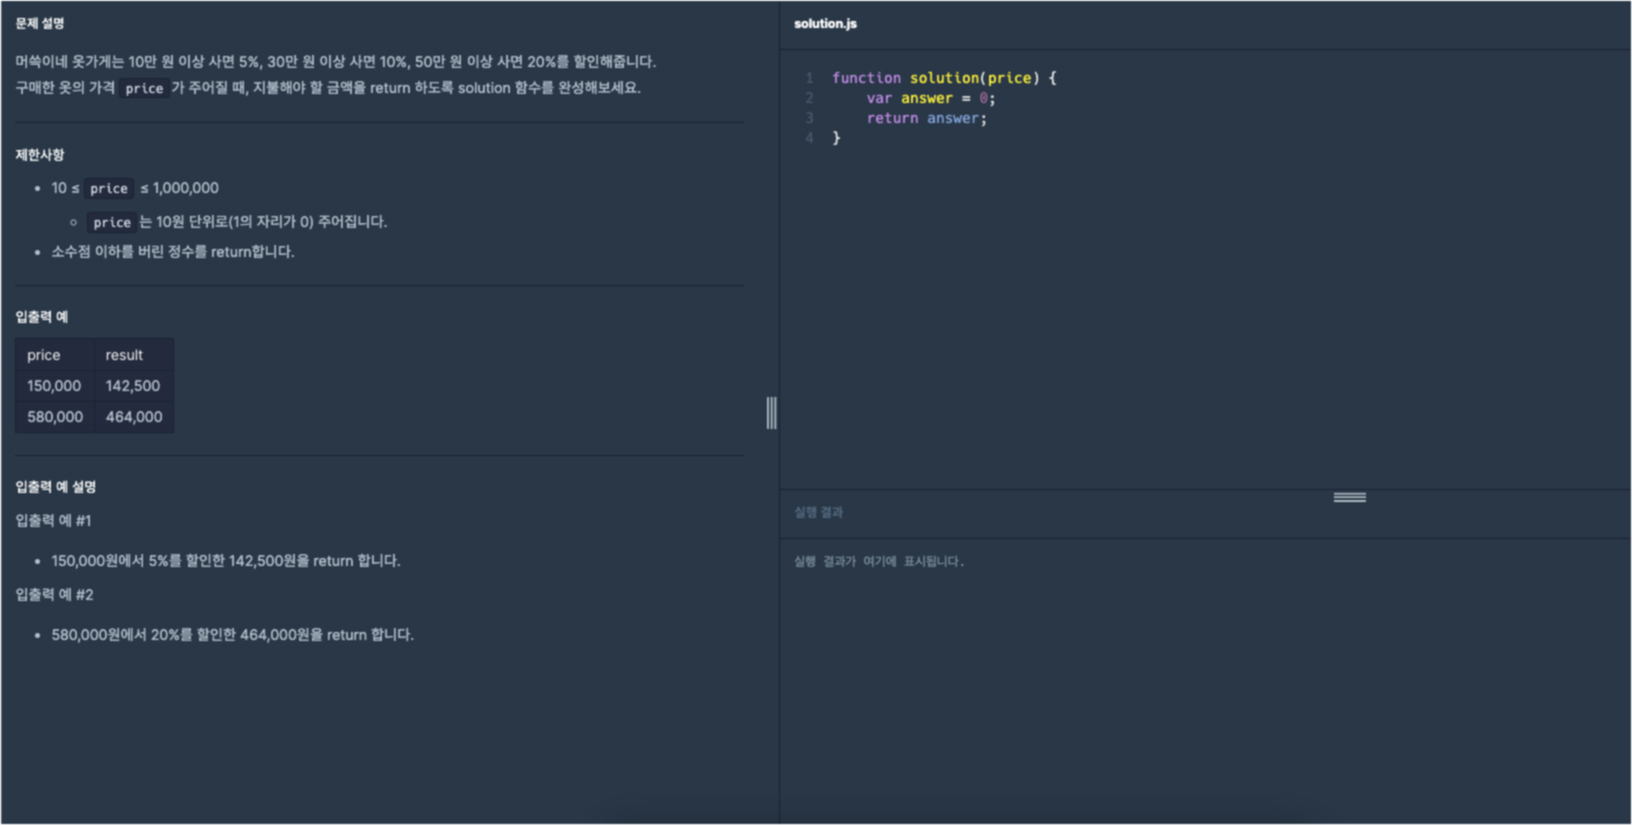 문제 설명
머쓱이네 옷가게는 10만 원 이상 사면 5%, 30만 원 이상 사면 10%, 50만 원 이상 사면 20%를 할인해줍니다.
구매한 옷의 가격 price 가 주어질 때, 지불해야 할 금액을 return 하도록 solution 함수를 완성해보세요.
제한사항
• 10 ≤ price ≤ 1,000,000
◦ price 는 10원 단위로(1의 자리가 0) 주어집니다.
• 소수점 이하를 버린 정수를 return합니다.
입출력 예
price result
150,000 142,500
580,000 464,000
입출력 예 설명
입출력 예 #1
• 150,000원에서 5%를 할인한 142,500원을 return 합니다.
입출력 예 #2
• 580,000원에서 20%를 할인한 464,000원을 return 합니다.
solution.js
1 function solution(price) {
2     var answer = 0;
3     return answer;
4 }
실행 결과
실행 결과가 여기에 표시됩니다.